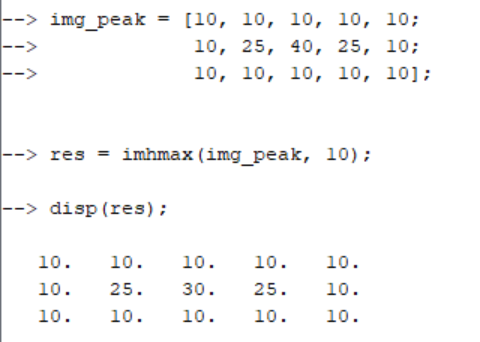 --> img_peak = [10, 10, 10, 10, 10;
-->             10, 25, 40, 25, 10;
-->             10, 10, 10, 10, 10];
--> res = imhmax(img_peak, 10);
--> disp(res);
10.   10.   10.   10.   10.
10.   25.   30.   25.   10.
10.   10.   10.   10.   10.